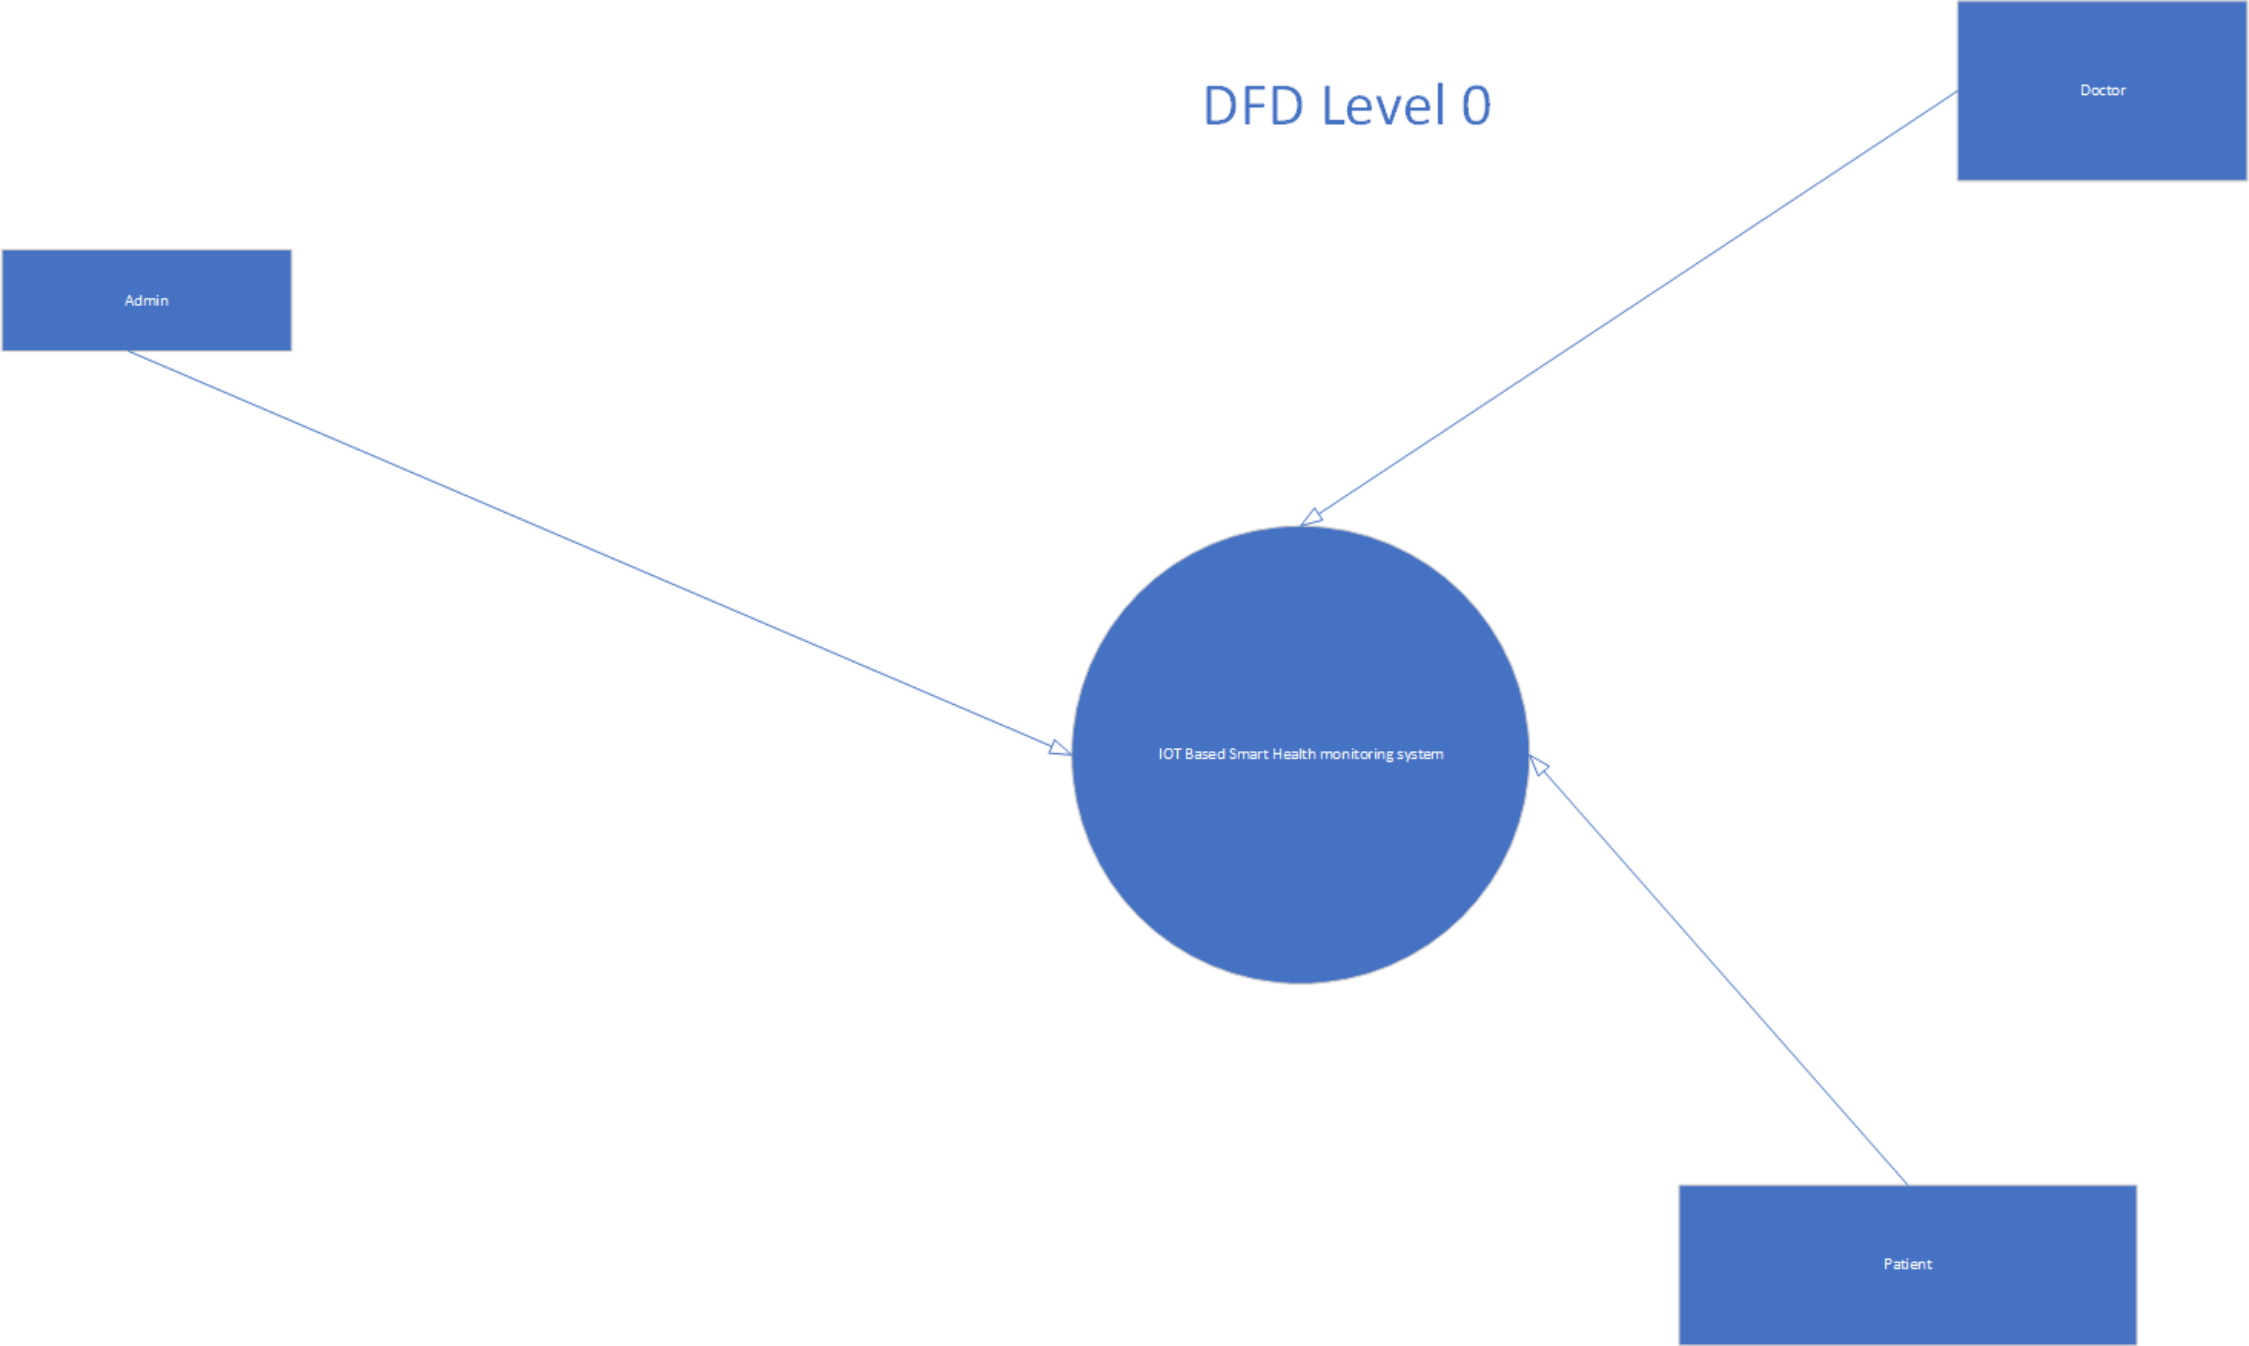 DFD Level 0
Doctor
Admin
IOT Based Smart Health monitoring system
Patient